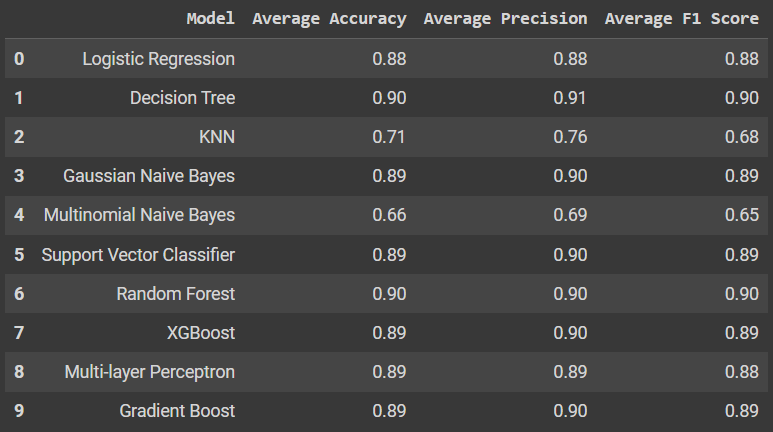 Model Average Accuracy Average Precision Average F1 Score
0 Logistic Regression 0.88 0.88 0.88
1 Decision Tree 0.90 0.91 0.90
2 KNN 0.71 0.76 0.68
3 Gaussian Naive Bayes 0.89 0.90 0.89
4 Multinomial Naive Bayes 0.66 0.69 0.65
5 Support Vector Classifier 0.89 0.90 0.89
6 Random Forest 0.90 0.90 0.90
7 XGBoost 0.89 0.90 0.89
8 Multi-layer Perceptron 0.89 0.89 0.88
9 Gradient Boost 0.89 0.90 0.89